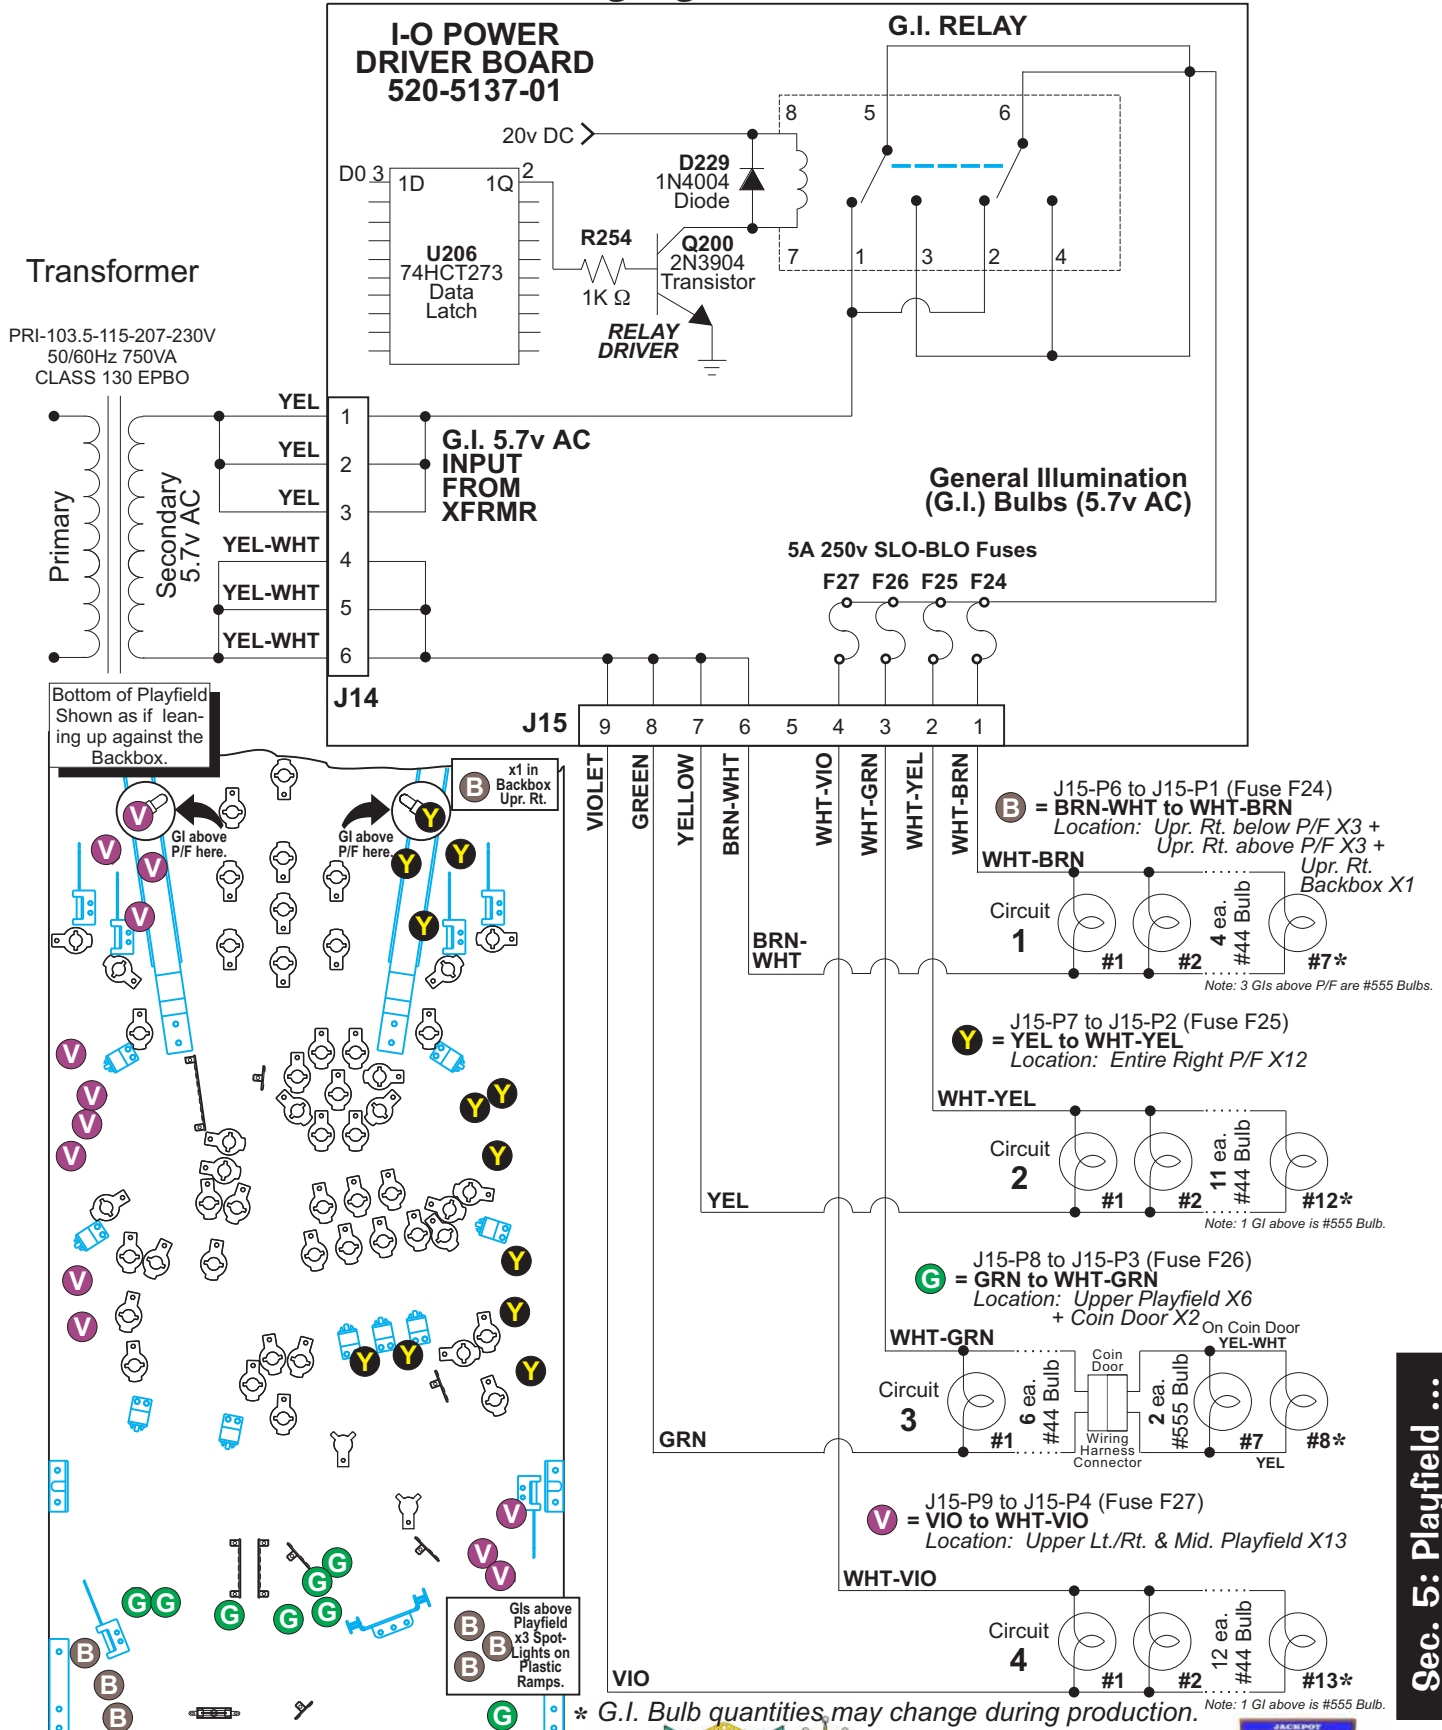 I-O POWER
DRIVER BOARD
520-5137-01
G.I. RELAY
8
5
6
20v DC
D229
1N4004
Diode
D0
3
1D
1Q
2
U206
74HCT273
Data
Latch
R254
1K Ω
Q200
2N3904
Transistor
RELAY
DRIVER
7
1
3
2
4
Transformer
PRI-103.5-115-207-230V
50/60Hz 750VA
CLASS 130 EPBO
Primary
Secondary
5.7v AC
YEL
YEL
YEL
YEL-WHT
YEL-WHT
YEL-WHT
1
2
3
4
5
6
J14
G.I. 5.7v AC
INPUT
FROM
XFRMR
General Illumination
(G.I.) Bulbs (5.7v AC)
5A 250v SLO-BLO Fuses
F27 F26 F25 F24
J15
9 8 7 6 5 4 3 2 1
VIOLET
GREEN
YELLOW
BRN-WHT
WHT-VIO
WHT-GRN
WHT-YEL
WHT-BRN
Bottom of Playfield
Shown as if lean-
ing up against the
Backbox.
B
x1 in
Backbox
Upr. Rt.
GI above
P/F here.
GI above
P/F here.
V
Y
V
V
V
Y
Y
Y
B
J15-P6 to J15-P1 (Fuse F24)
= BRN-WHT to WHT-BRN
Location: Upr. Rt. below P/F X3 +
Upr. Rt. above P/F X3 +
Upr. Rt.
Backbox X1
WHT-BRN
Circuit
1
BRN-
WHT
#1
#2
4 ea.
#44 Bulb
#7*
Note: 3 GIs above P/F are #555 Bulbs.
Y
J15-P7 to J15-P2 (Fuse F25)
= YEL to WHT-YEL
Location: Entire Right P/F X12
WHT-YEL
Circuit
2
YEL
#1
#2
11 ea.
#44 Bulb
#12*
Note: 1 GI above is #555 Bulb.
V
V
V
V
Y
Y
Y
V
V
Y
Y
Y
Y
Y
G
J15-P8 to J15-P3 (Fuse F26)
= GRN to WHT-GRN
Location: Upper Playfield X6
+ Coin Door X2
On Coin Door
YEL-WHT
WHT-GRN
Circuit
3
GRN
#1
6 ea.
#44 Bulb
Coin
Door
Wiring
Harness
Connector
2 ea.
#555 Bulb
#7
#8*
YEL
V
J15-P9 to J15-P4 (Fuse F27)
= VIO to WHT-VIO
Location: Upper Lt./Rt. & Mid. Playfield X13
WHT-VIO
Circuit
4
VIO
#1
#2
12 ea.
#44 Bulb
#13*
Note: 1 GI above is #555 Bulb.
V
V
V
G
G
G
G
G
G
G
B
B
B
B
B
B
GIs above
Playfield
x3 Spot-
Lights on
Plastic
Ramps.
G
* G.I. Bulb quantities may change during production.
Sec. 5: Playfield ...
JACKPOT